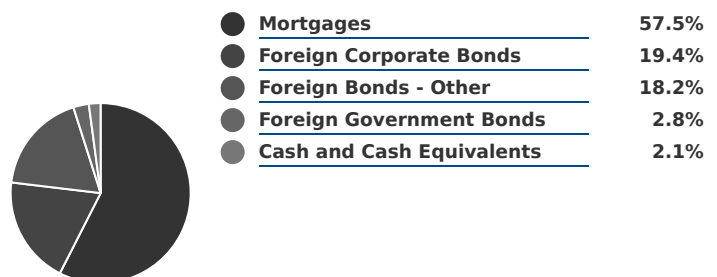 Mortgages 57.5%
Foreign Corporate Bonds 19.4%
Foreign Bonds - Other 18.2%
Foreign Government Bonds 2.8%
Cash and Cash Equivalents 2.1%